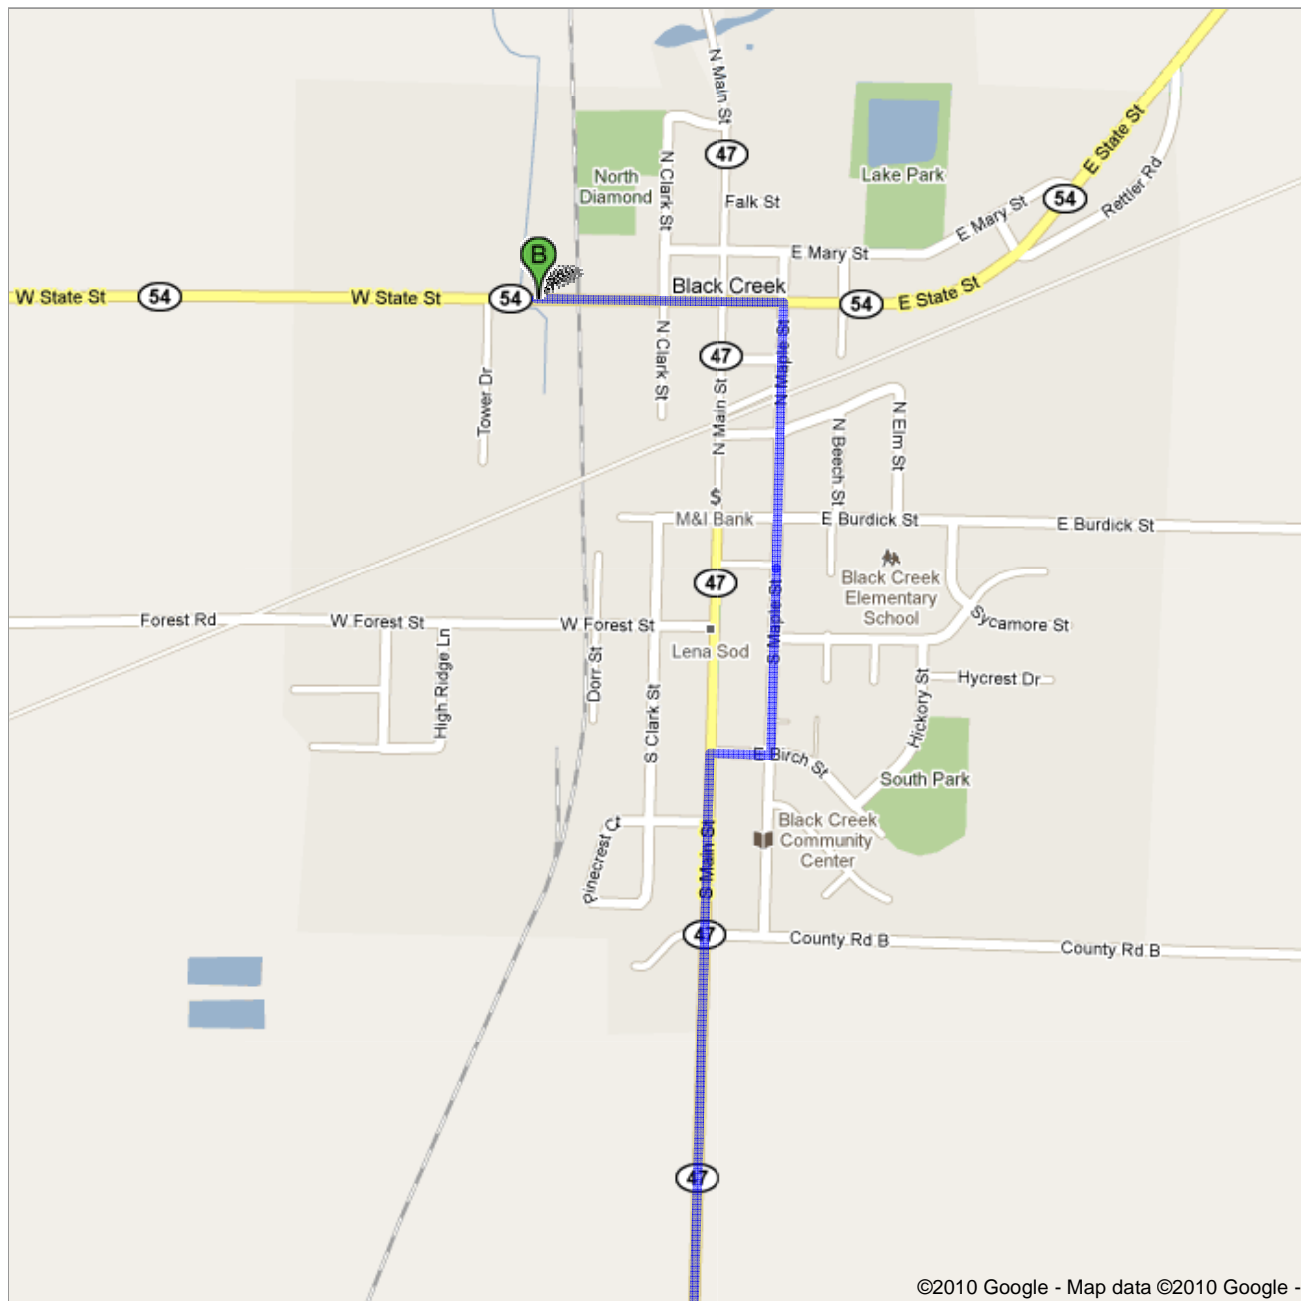 N Main St
47
North
Diamond
N Clark St
Falk St
Lake Park
E State St
54
Rettler Rd
E Mary St
E Mary St
B
W State St
54
W State St
54
Black Creek
54
E State St
N Clark St
47
N Maple St
Tower Dr
N Main St
N Beech St
N Elm St
$
M&I Bank
E Burdick St
E Burdick St
47
Black Creek
Elementary
School
Forest Rd
W Forest St
W Forest St
Sycamore St
S Maple St
Lena Sod
High Ridge Ln
Dorr St
S Clark St
Hycrest Dr
Hickory St
E Birch St
South Park
Pinecrest Ct
S Main St
Black Creek
Community
Center
47
County Rd B
County Rd B
47
©2010 Google - Map data ©2010 Google -